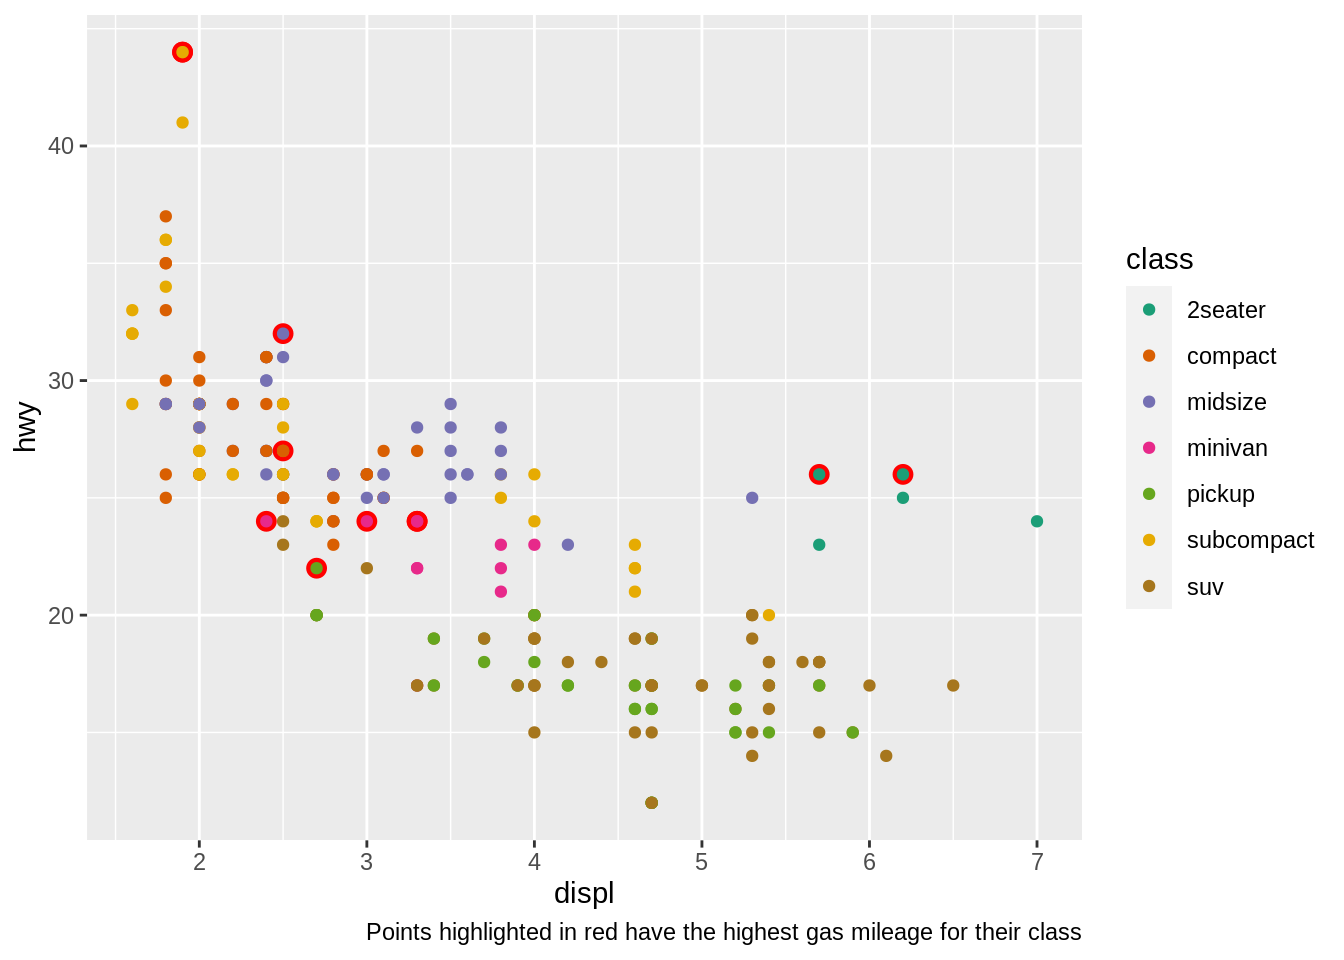 40
30
20
hwy
2 3 4 5 6 7
displ
Points highlighted in red have the highest gas mileage for their class
class
2seater
compact
midsize
minivan
pickup
subcompact
suv